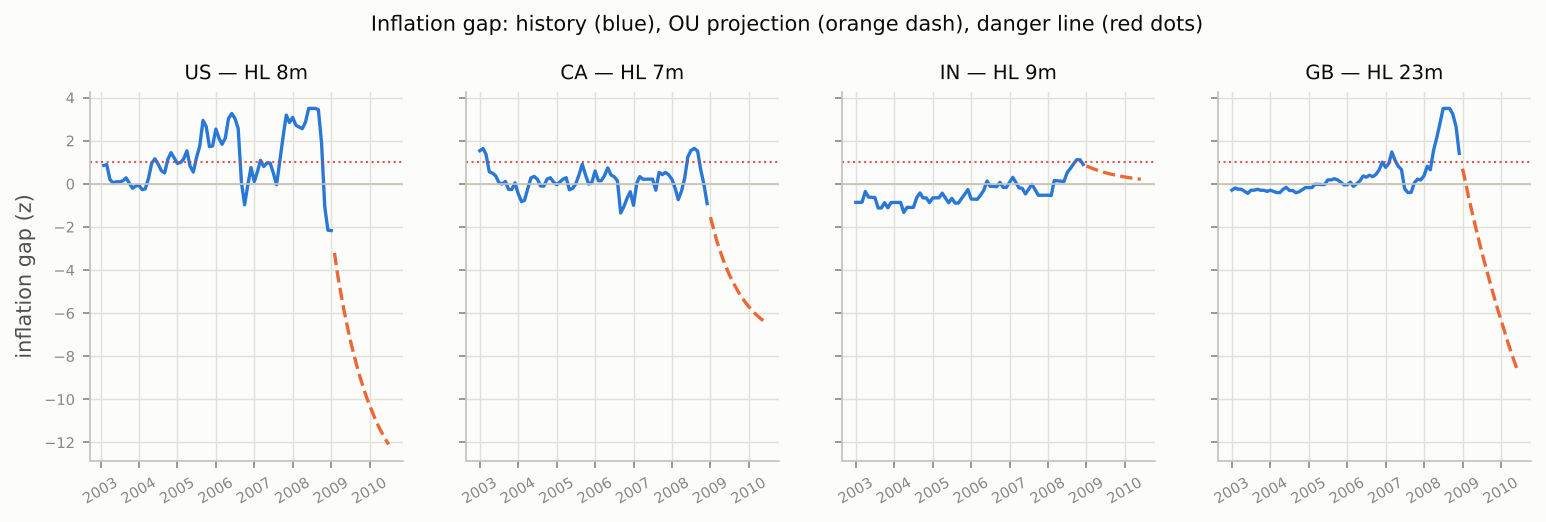 Inflation gap: history (blue), OU projection (orange dash), danger line (red dots)
US — HL 8m
CA — HL 7m
IN — HL 9m
GB — HL 23m
inflation gap (z)
4
2
0
−2
−4
−6
−8
−10
−12
2003 2004 2005 2006 2007 2008 2009 2010
2003 2004 2005 2006 2007 2008 2009 2010
2003 2004 2005 2006 2007 2008 2009 2010
2003 2004 2005 2006 2007 2008 2009 2010